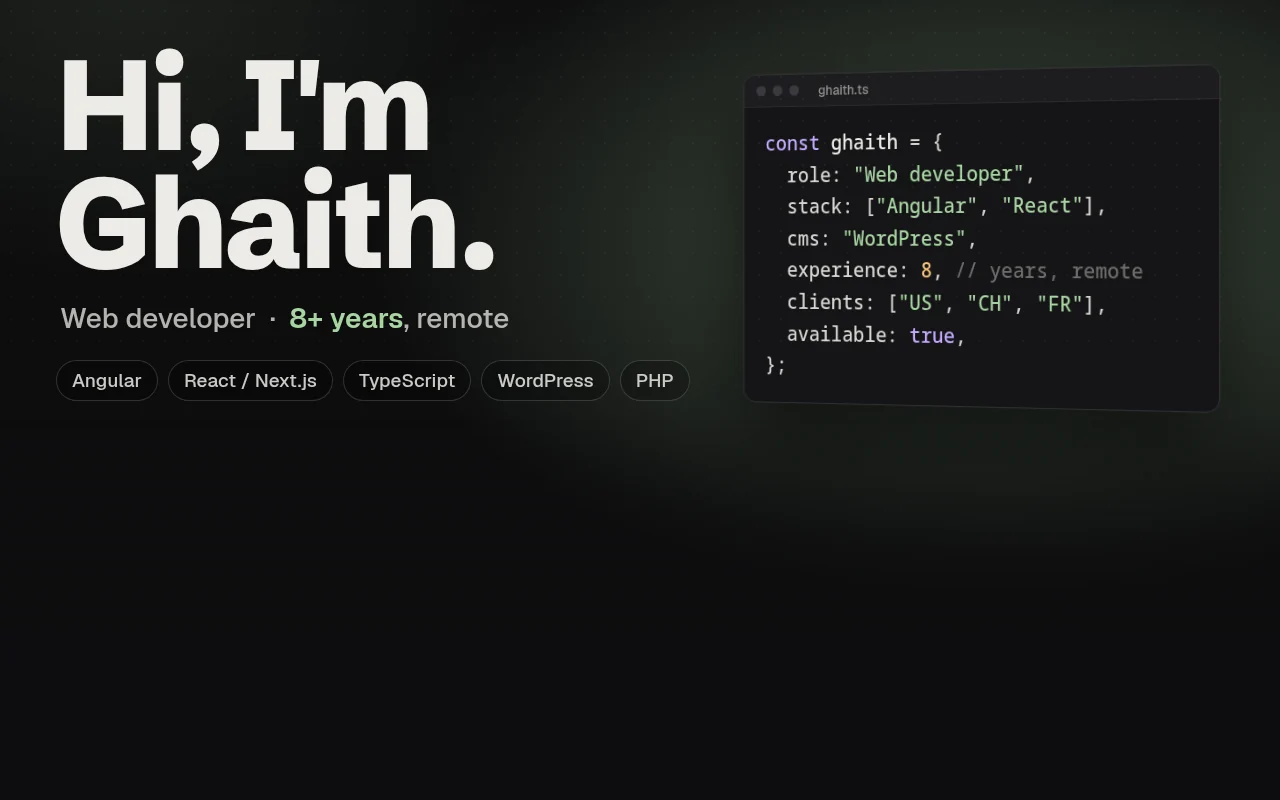 Hi, I'm
Ghaith.
Web developer · 8+ years, remote
Angular
React / Next.js
TypeScript
WordPress
PHP
ghaith.ts
const ghaith = {
  role: "Web developer",
  stack: ["Angular", "React"],
  cms: "WordPress",
  experience: 8, // years, remote
  clients: ["US", "CH", "FR"],
  available: true,
};